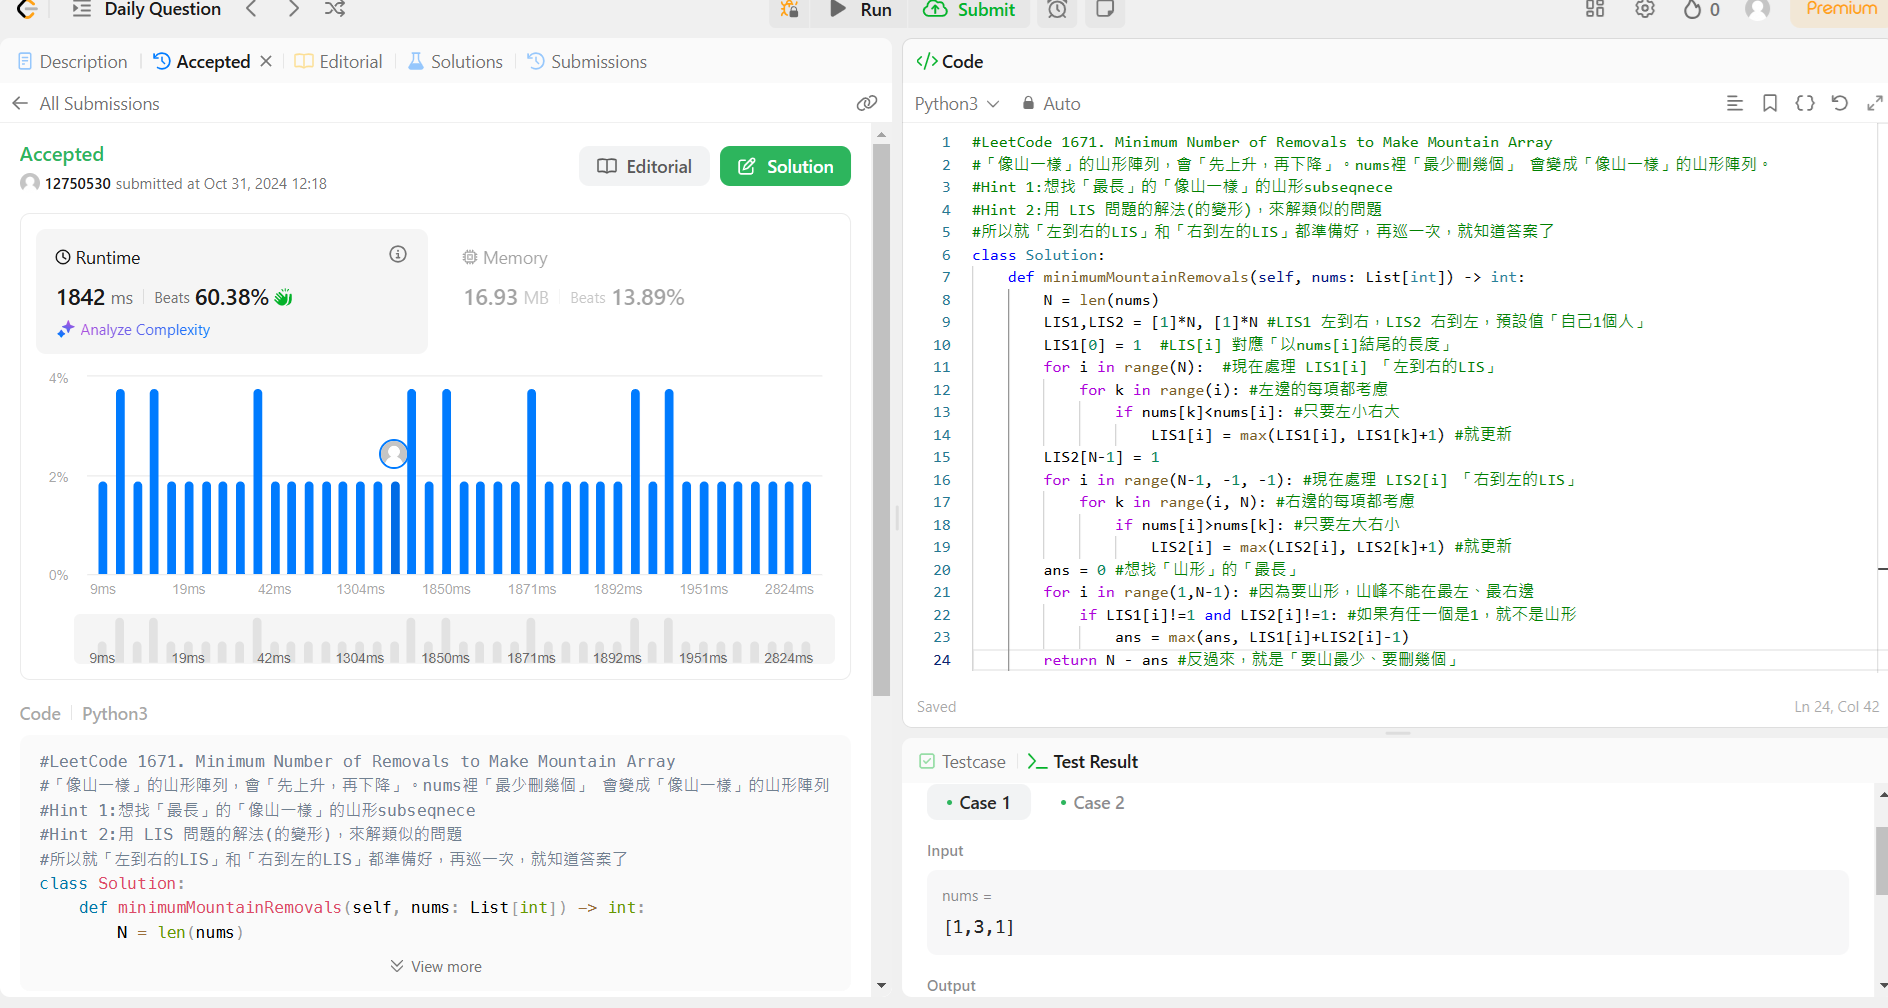 Daily Question
Run
Submit
0
Premium
Description
Accepted
Editorial
Solutions
Submissions
All Submissions
Accepted
12750530 submitted at Oct 31, 2024 12:18
Editorial
Solution
Runtime
1842 ms
Beats 60.38%
Analyze Complexity
Memory
16.93 MB
Beats 13.89%
4%
2%
0%
9ms 19ms 42ms 1304ms 1850ms 1871ms 1892ms 1951ms 2824ms
9ms 19ms 42ms 1304ms 1850ms 1871ms 1892ms 1951ms 2824ms
Code
Python3
#LeetCode 1671. Minimum Number of Removals to Make Mountain Array
#「像山一樣」的山形陣列,會「先上升,再下降」。nums裡「最少刪幾個」 會變成「像山一樣」的山形陣列
#Hint 1:想找「最長」的「像山一樣」的山形subseqnece
#Hint 2:用 LIS 問題的解法(的變形),來解類似的問題
#所以就「左到右的LIS」和「右到左的LIS」都準備好,再巡一次,就知道答案了
class Solution:
    def minimumMountainRemovals(self, nums: List[int]) -> int:
        N = len(nums)
View more
</>Code
Python3
Auto
1 #LeetCode 1671. Minimum Number of Removals to Make Mountain Array
2 #「像山一樣」的山形陣列,會「先上升,再下降」。nums裡「最少刪幾個」 會變成「像山一樣」的山形陣列。
3 #Hint 1:想找「最長」的「像山一樣」的山形subseqnece
4 #Hint 2:用 LIS 問題的解法(的變形),來解類似的問題
5 #所以就「左到右的LIS」和「右到左的LIS」都準備好,再巡一次,就知道答案了
6 class Solution:
7     def minimumMountainRemovals(self, nums: List[int]) -> int:
8         N = len(nums)
9         LIS1,LIS2 = [1]*N, [1]*N #LIS1 左到右,LIS2 右到左,預設值「自己1個人」
10         LIS1[0] = 1  #LIS[i] 對應「以nums[i]結尾的長度」
11         for i in range(N):  #現在處理 LIS1[i] 「左到右的LIS」
12             for k in range(i): #左邊的每項都考慮
13                 if nums[k]<nums[i]: #只要左小右大
14                     LIS1[i] = max(LIS1[i], LIS1[k]+1) #就更新
15         LIS2[N-1] = 1
16         for i in range(N-1, -1, -1): #現在處理 LIS2[i] 「右到左的LIS」
17             for k in range(i, N): #右邊的每項都考慮
18                 if nums[i]>nums[k]: #只要左大右小
19                     LIS2[i] = max(LIS2[i], LIS2[k]+1) #就更新
20         ans = 0 #想找「山形」的「最長」
21         for i in range(1,N-1): #因為要山形,山峰不能在最左、最右邊
22             if LIS1[i]!=1 and LIS2[i]!=1: #如果有任一個是1,就不是山形
23                 ans = max(ans, LIS1[i]+LIS2[i]-1)
24         return N - ans #反過來,就是「要山最少、要刪幾個」
Saved
Ln 24, Col 42
Testcase
Test Result
Case 1
Case 2
Input
nums =
[1,3,1]
Output